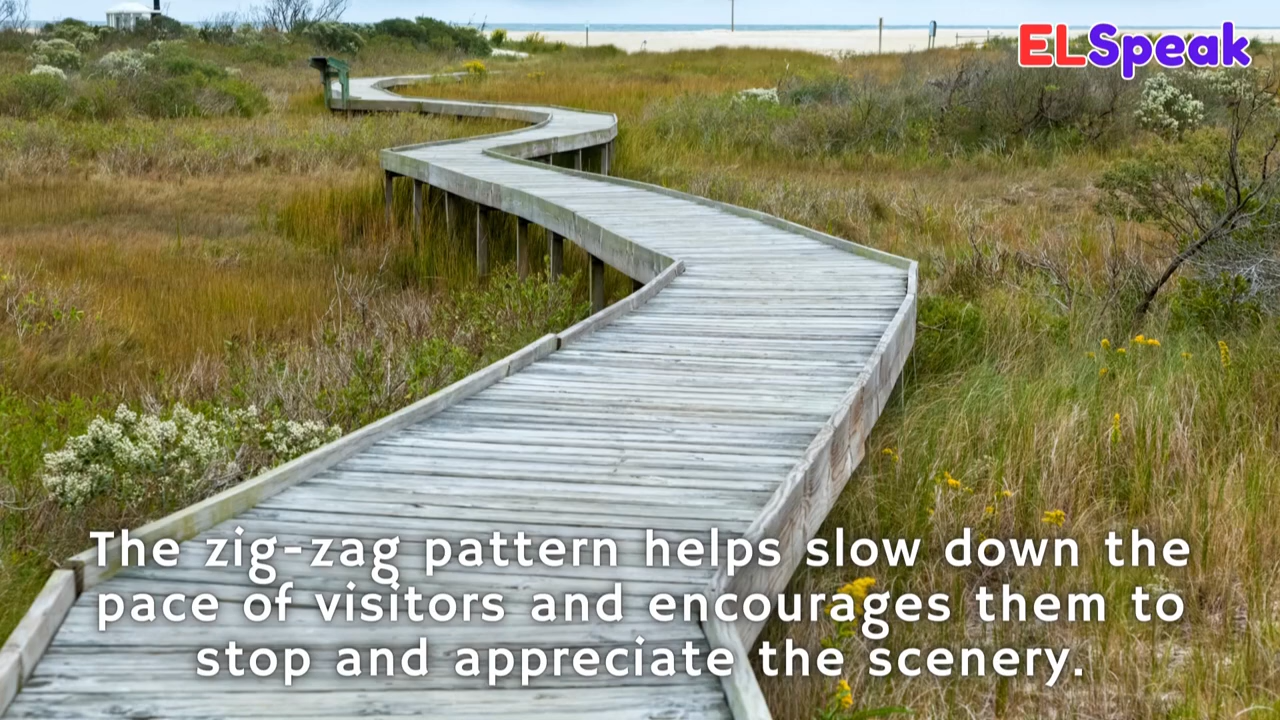 ELSpeak
The zig-zag pattern helps slow down the
pace of visitors and encourages them to
stop and appreciate the scenery.